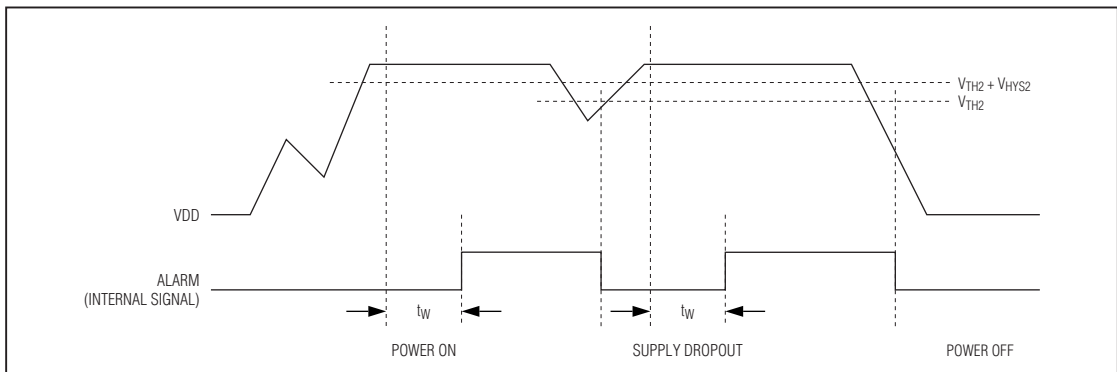 VTH2 + VHYS2
VTH2
VDD
ALARM
(INTERNAL SIGNAL)
tW
tW
POWER ON
SUPPLY DROPOUT
POWER OFF